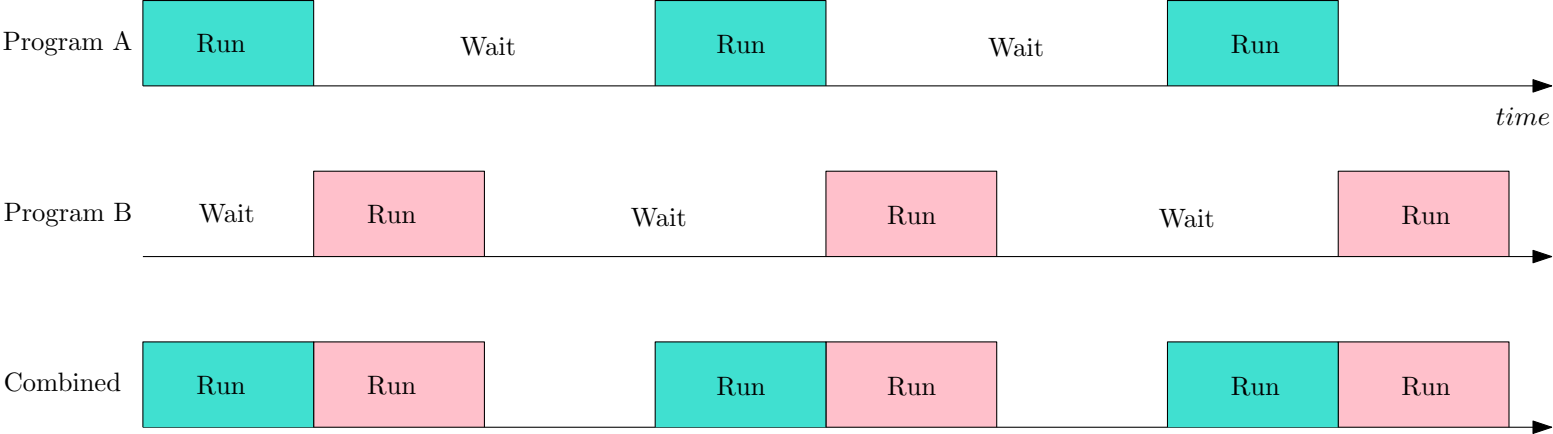 Program A Run Wait Run Wait Run
time
Program B Wait Run Wait Run Wait Run
Combined Run Run Run Run Run Run